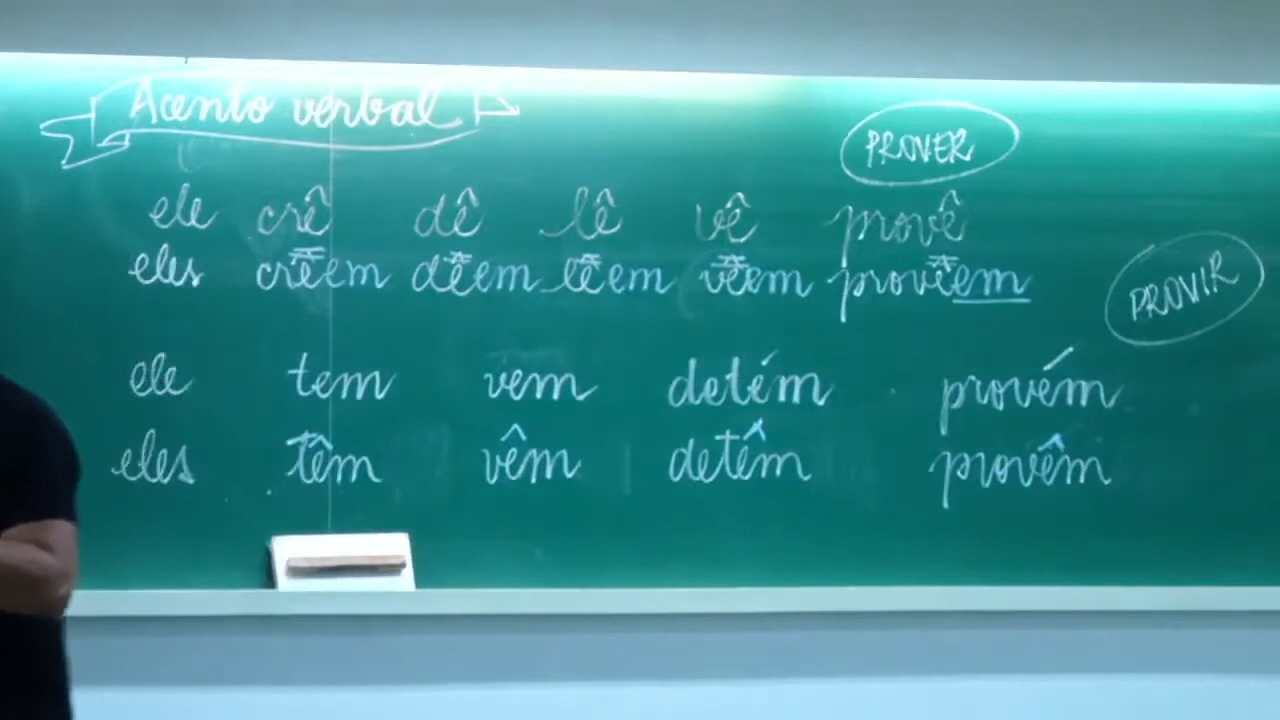 Acento verbal
PROVER
ele crê dê lê vê provê
eles crêem dêem lêem vêem provêem
PROVIR
ele tem vem detém provém
eles têm vêm detêm provêm